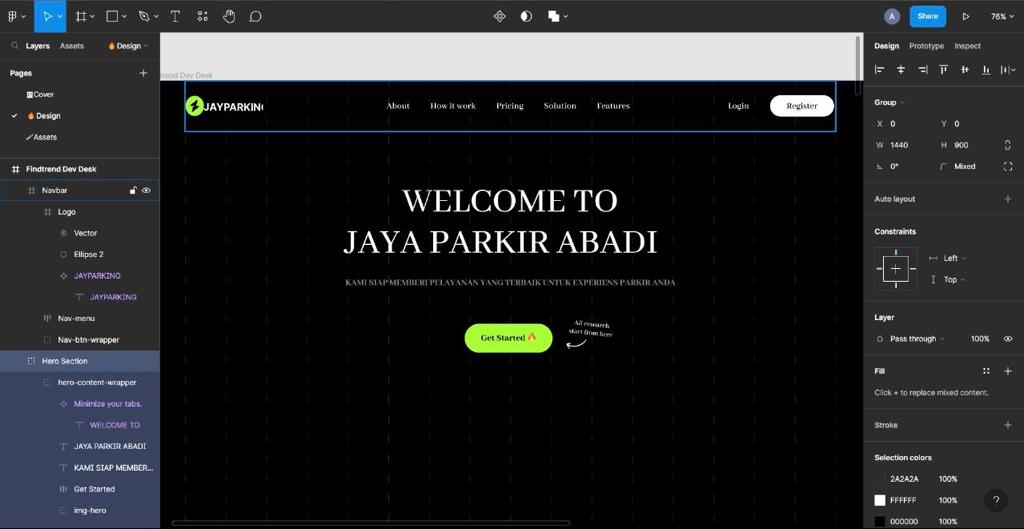 A
Share
76%
Layers
Assets
🔥 Design
Pages
Cover
🔥 Design
Assets
Findtrend Dev Desk
Navbar
Logo
Vector
Ellipse 2
JAYPARKING
JAYPARKING
Nav-menu
Nav-btn-wrapper
Hero Section
hero-content-wrapper
Minimize your tabs.
WELCOME TO
JAYA PARKIR ABADI
KAMI SIAP MEMBER...
Get Started
img-hero
trend Dev Desk
JAYPARKING
About
How it work
Pricing
Solution
Features
Login
Register
WELCOME TO
JAYA PARKIR ABADI
KAMI SIAP MEMBERI PELAYANAN YANG TERBAIK UNTUK EXPERIENS PARKIR ANDA
Get Started 🔥
All research
start from here
Design
Prototype
Inspect
Group
X 0
Y 0
W 1440
H 900
0°
Mixed
Auto layout
Constraints
Left
Top
Layer
Pass through
100%
Fill
Click + to replace mixed content.
Stroke
Selection colors
2A2A2A 100%
FFFFFF 100%
000000 100%
?